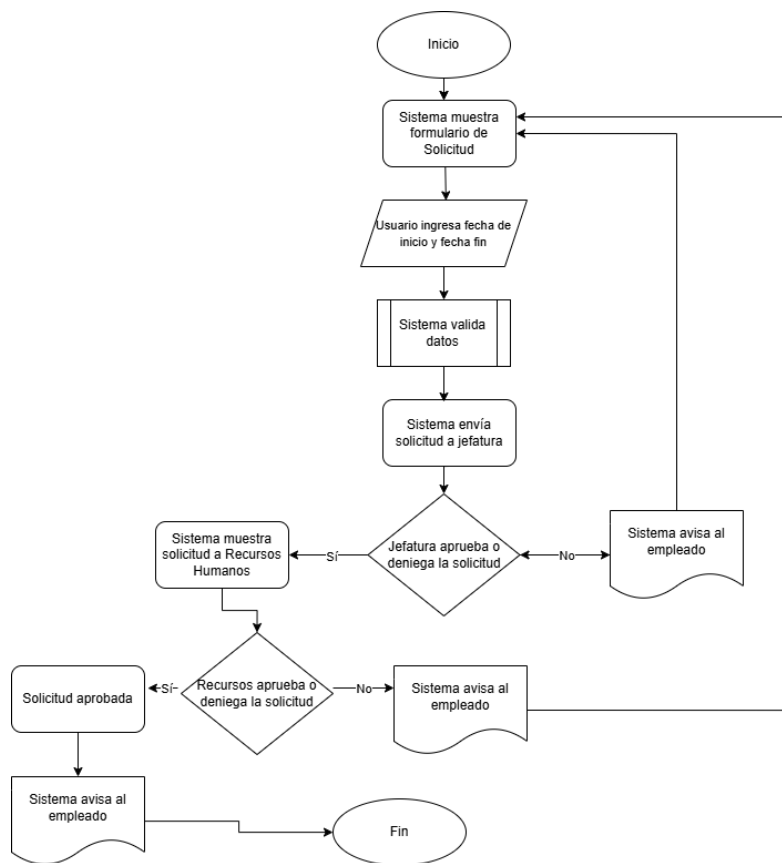 Inicio
Sistema muestra
formulario de
Solicitud
Usuario ingresa fecha de
inicio y fecha fin
Sistema valida
datos
Sistema envía
solicitud a jefatura
Jefatura aprueba o
deniega la solicitud
No
Sistema avisa al
empleado
Sí
Sistema muestra
solicitud a Recursos
Humanos
Recursos aprueba o
deniega la solicitud
No
Sistema avisa al
empleado
Sí
Solicitud aprobada
Sistema avisa al
empleado
Fin